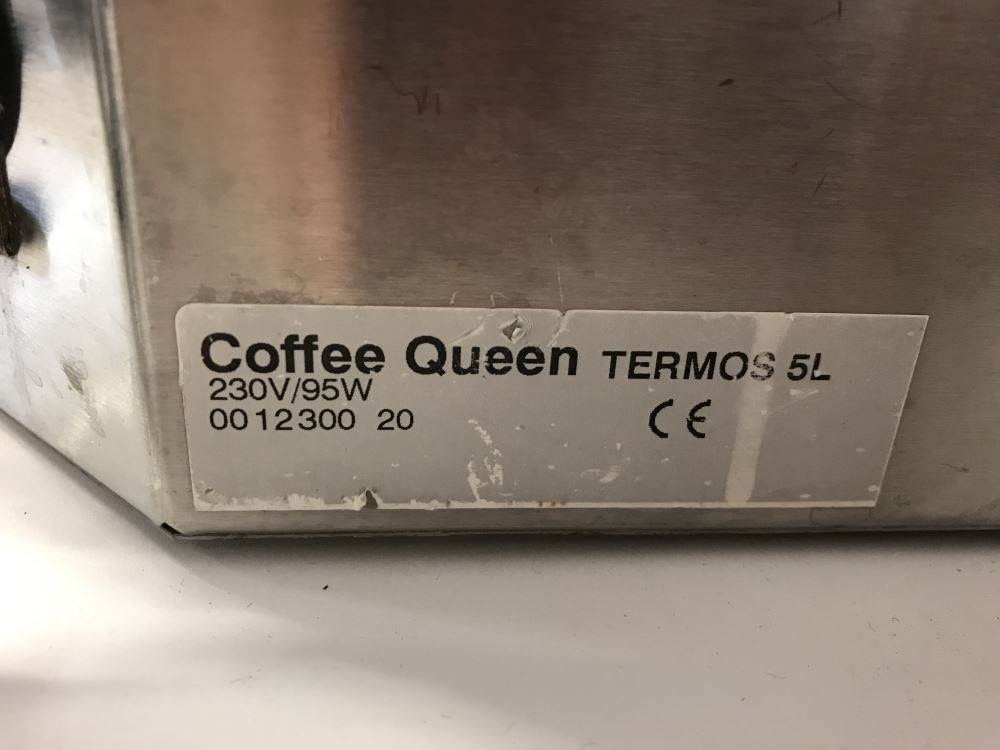 Coffee Queen TERMOS 5L
230V/95W
0012300 20
CE